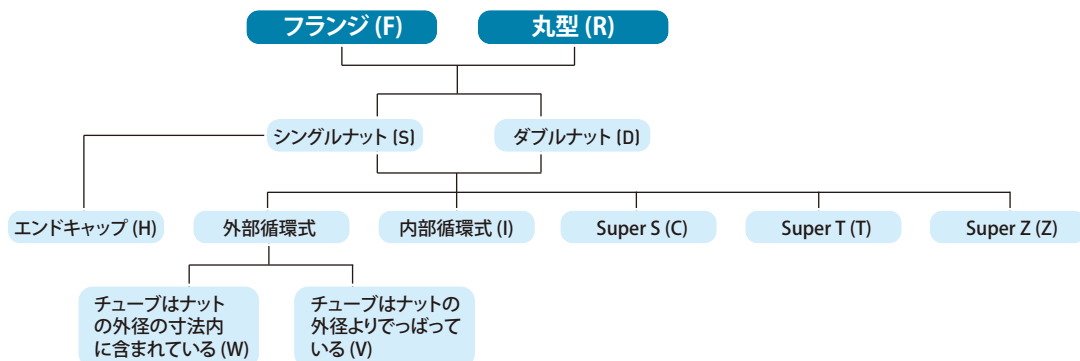 フランジ (F)
丸型 (R)
シングルナット (S)
ダブルナット (D)
エンドキャップ (H)
外部循環式
内部循環式 (I)
Super S (C)
Super T (T)
Super Z (Z)
チューブはナット
の外径の寸法内
に含まれている (W)
チューブはナットの
外径よりでっぱって
いる (V)